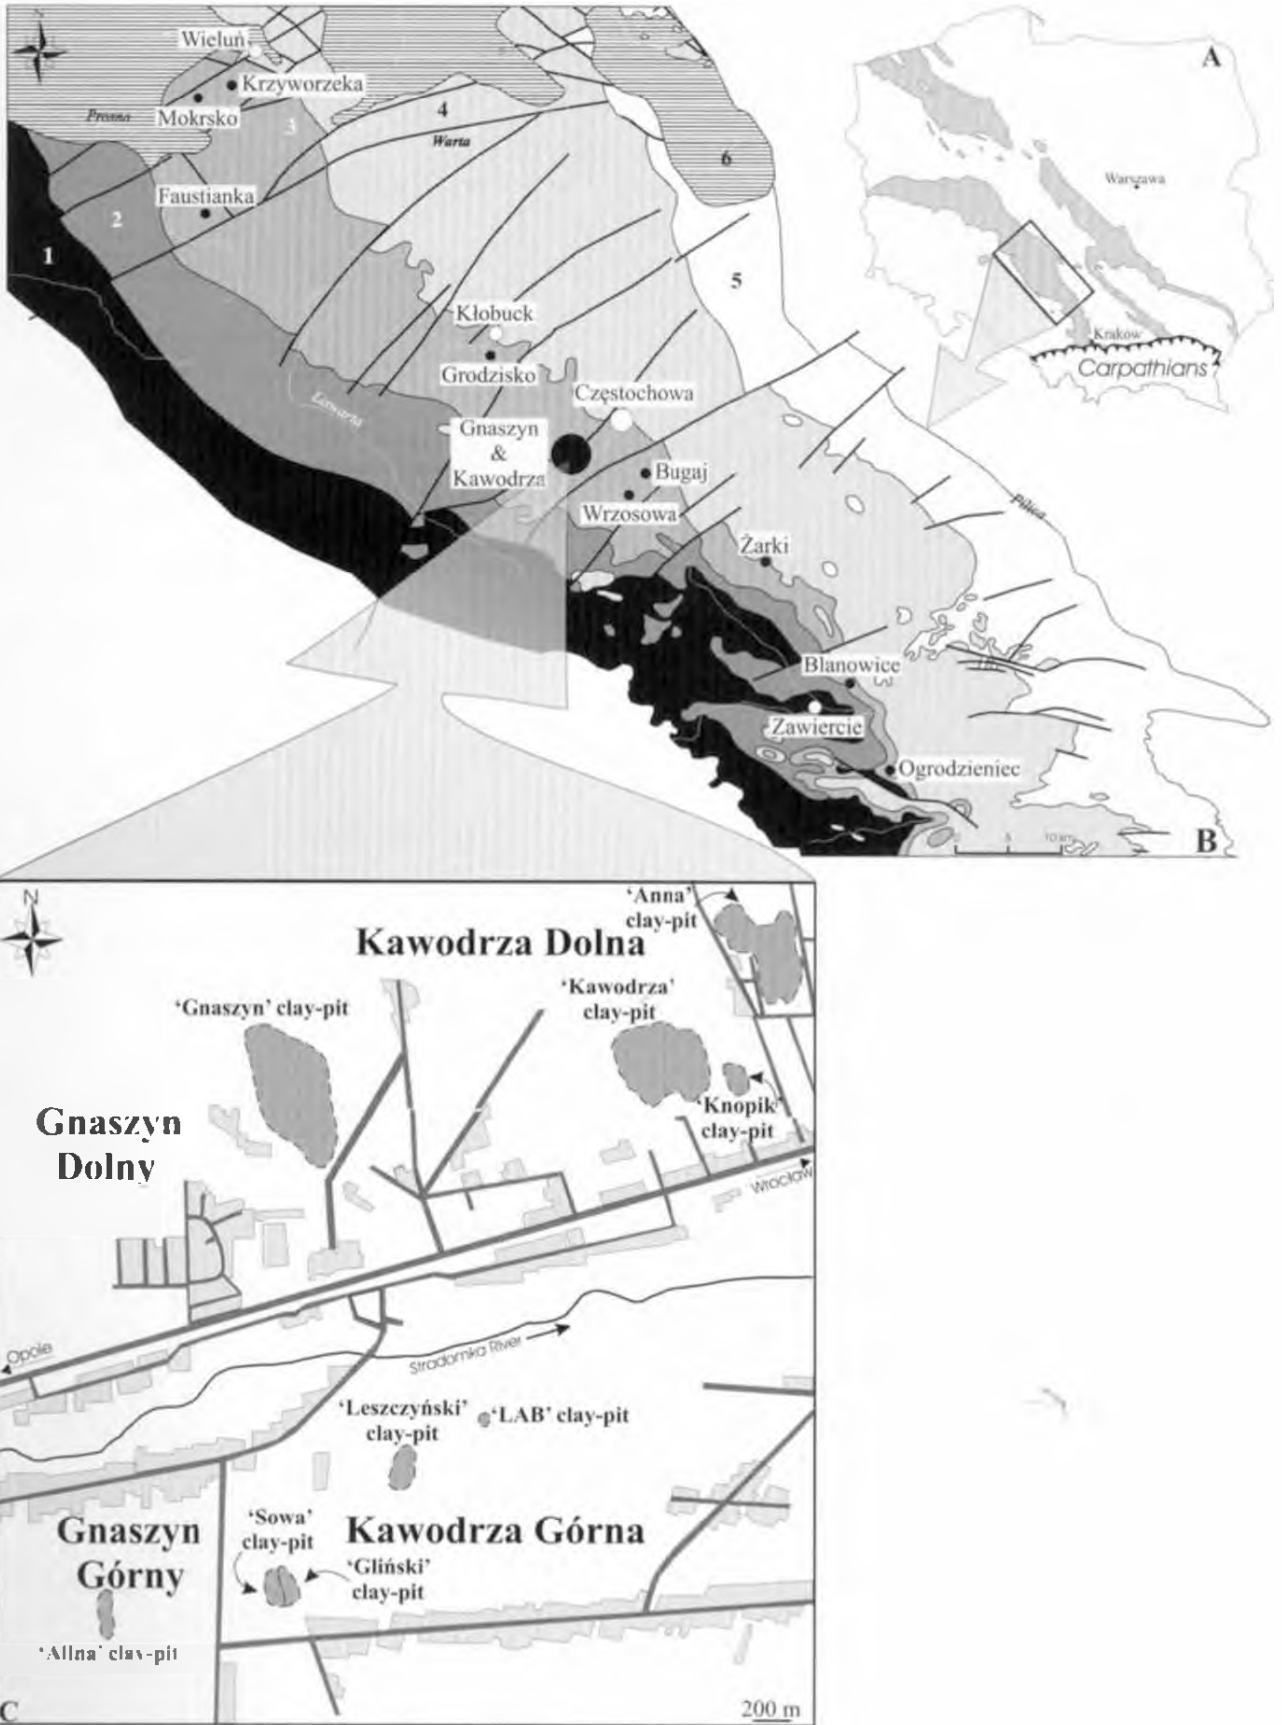 A
Warszawa
Kraków
Carpathians
Wieluń
Krzyworzeka
Mokrsko
Prosna
3
4
Warta
6
Faustianka
2
1
5
Kłobuck
Grodzisko
Liswarta
Częstochowa
Gnaszyn
&
Kawodrza
Bugaj
Wrzosowa
Pilica
Żarki
Blanowice
Zawiercie
Ogrodzieniec
5
10 km
B
N
'Anna'
clay-pit
Kawodrza Dolna
'Kawodrza'
clay-pit
'Gnaszyn' clay-pit
'Knopik'
clay-pit
Gnaszyn
Dolny
Wrocław
Opole
Stradomka River
'Leszczyński'
clay-pit
'LAB' clay-pit
'Sowa'
clay-pit
Kawodrza Górna
Gnaszyn
Górny
'Gliński'
clay-pit
'Alina' clay-pit
C
200 m